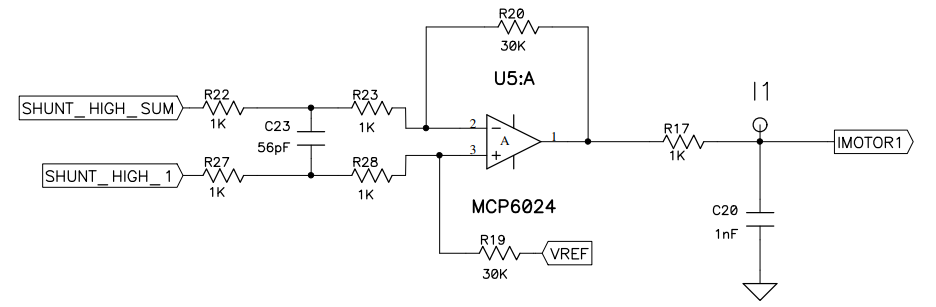 R20
30K
U5:A
I1
SHUNT_HIGH_SUM
R22
1K
R23
1K
C23
56pF
2
3
A
1
R17
1K
IMOTOR1
SHUNT_HIGH_1
R27
1K
R28
1K
MCP6024
C20
1nF
R19
30K
VREF